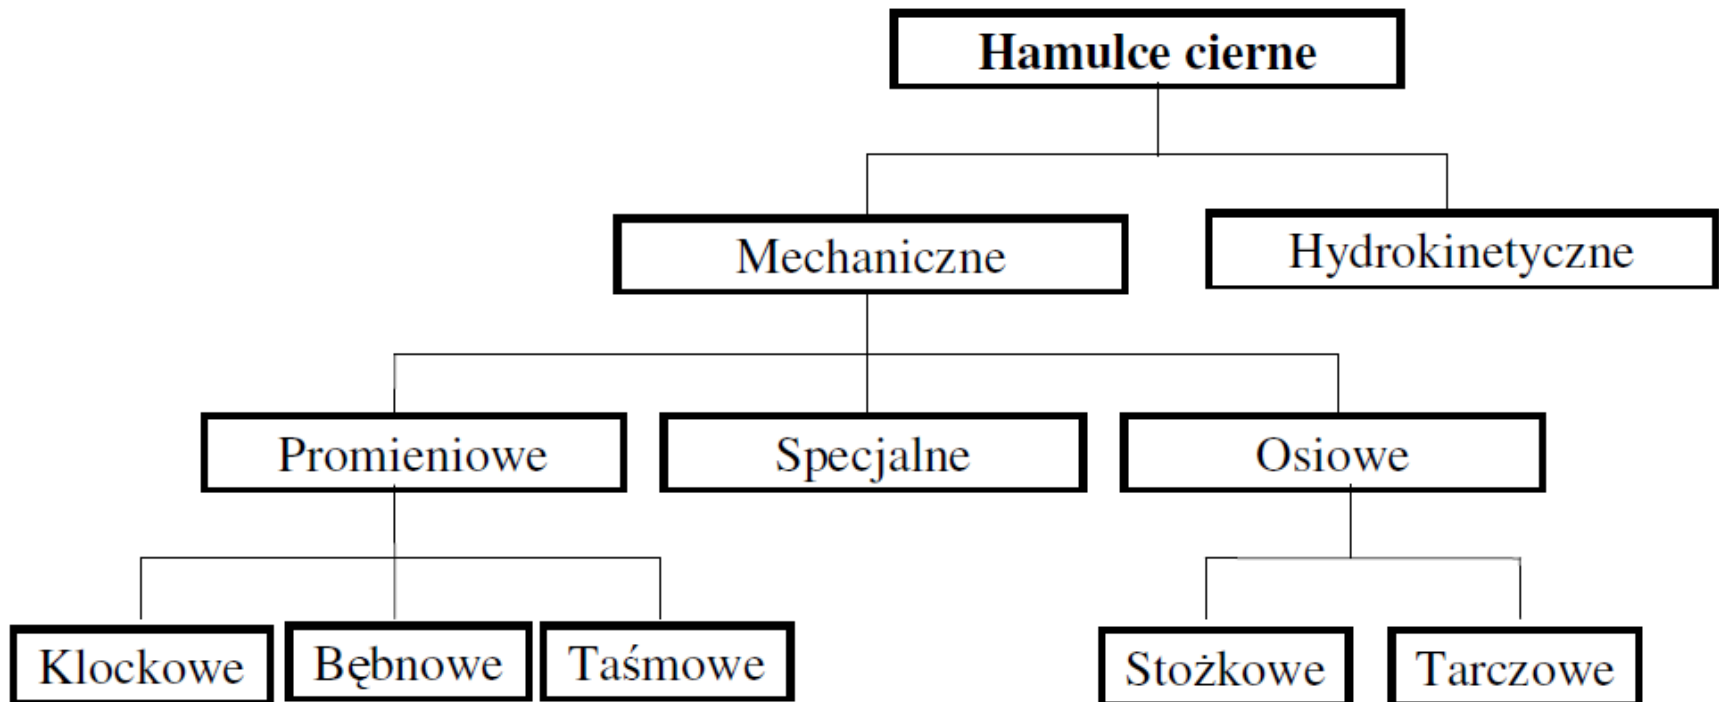 Hamulce cierne
Mechaniczne
Hydrokinetyczne
Promieniowe
Specjalne
Osiowe
Klockowe
Bębnowe
Taśmowe
Stożkowe
Tarczowe